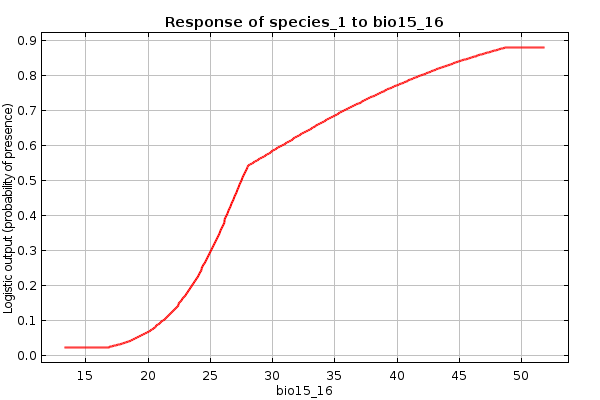 Response of species_1 to bio15_16
Logistic output (probability of presence)
0.9
0.8
0.7
0.6
0.5
0.4
0.3
0.2
0.1
0.0
15 20 25 30 35 40 45 50
bio15_16